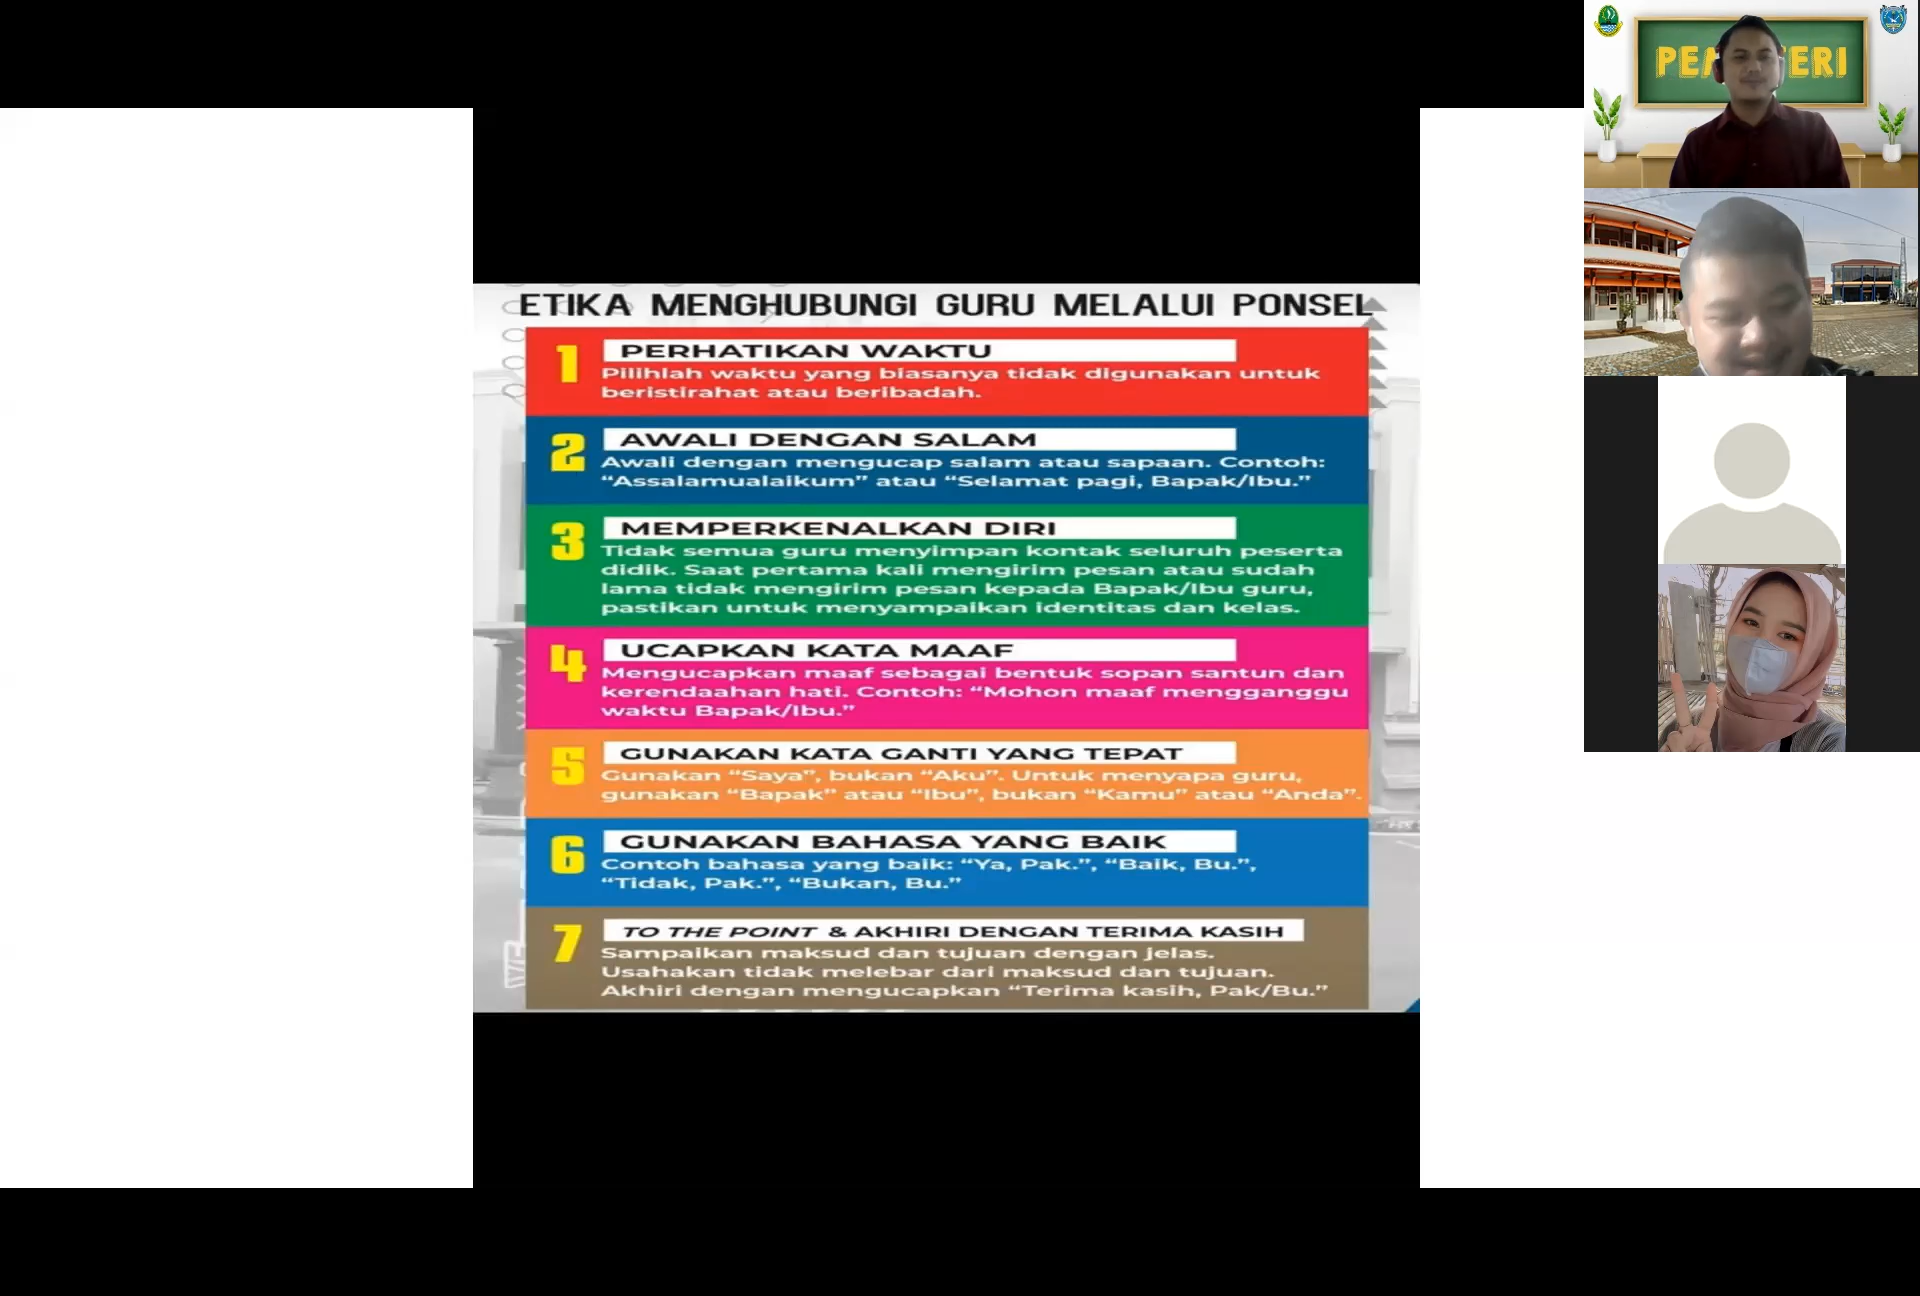 ETIKA MENGHUBUNGI GURU MELALUI PONSEL
1 PERHATIKAN WAKTU
Pilihlah waktu yang biasanya tidak digunakan untuk
beristirahat atau beribadah.
2 AWALI DENGAN SALAM
Awali dengan mengucap salam atau sapaan. Contoh:
“Assalamualaikum” atau “Selamat pagi, Bapak/Ibu.”
3 MEMPERKENALKAN DIRI
Tidak semua guru menyimpan kontak seluruh peserta
didik. Saat pertama kali mengirim pesan atau sudah
lama tidak mengirim pesan kepada Bapak/Ibu guru,
pastikan untuk menyampaikan identitas dan kelas.
4 UCAPKAN KATA MAAF
Mengucapkan maaf sebagai bentuk sopan santun dan
kerendaahan hati. Contoh: “Mohon maaf mengganggu
waktu Bapak/Ibu.”
5 GUNAKAN KATA GANTI YANG TEPAT
Gunakan “Saya”, bukan “Aku”. Untuk menyapa guru,
gunakan “Bapak” atau “Ibu”, bukan “Kamu” atau “Anda”.
6 GUNAKAN BAHASA YANG BAIK
Contoh bahasa yang baik: “Ya, Pak.”, “Baik, Bu.”,
“Tidak, Pak.”, “Bukan, Bu.”
7 TO THE POINT & AKHIRI DENGAN TERIMA KASIH
Sampaikan maksud dan tujuan dengan jelas.
Usahakan tidak melebar dari maksud dan tujuan.
Akhiri dengan mengucapkan “Terima kasih, Pak/Bu.”